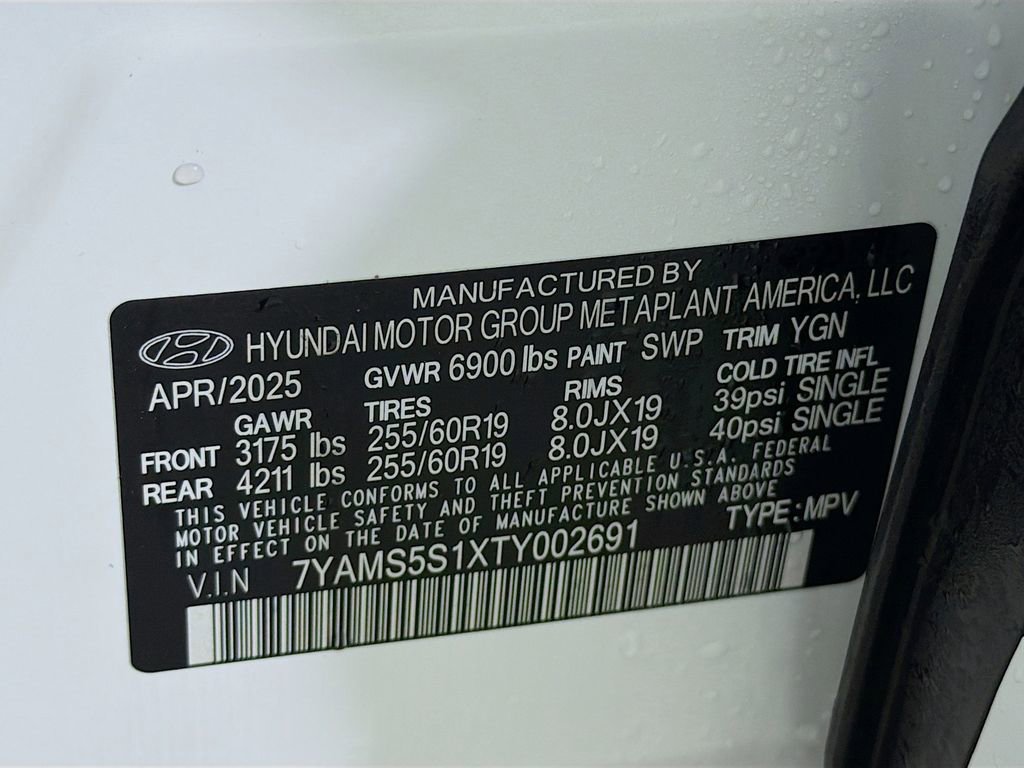 MANUFACTURED BY
HYUNDAI MOTOR GROUP METAPLANT AMERICA, LLC
APR/2025 GVWR 6900 lbs PAINT SWP TRIM YGN
GAWR TIRES RIMS COLD TIRE INFL
FRONT 3175 lbs 255/60R19 8.0JX19 39psi SINGLE
REAR 4211 lbs 255/60R19 8.0JX19 40psi SINGLE
THIS VEHICLE CONFORMS TO ALL APPLICABLE U.S.A. FEDERAL
MOTOR VEHICLE SAFETY AND THEFT PREVENTION STANDARDS
IN EFFECT ON THE DATE OF MANUFACTURE SHOWN ABOVE
V.I.N 7YAMS5S1XTY002691 TYPE:MPV